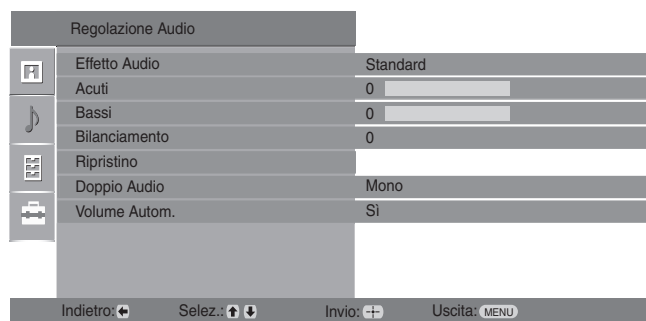 Regolazione Audio
Effetto Audio Standard
Acuti 0
Bassi 0
Bilanciamento 0
Ripristino
Doppio Audio Mono
Volume Autom. Sì
Indietro: Selez.: Invio: Uscita: MENU